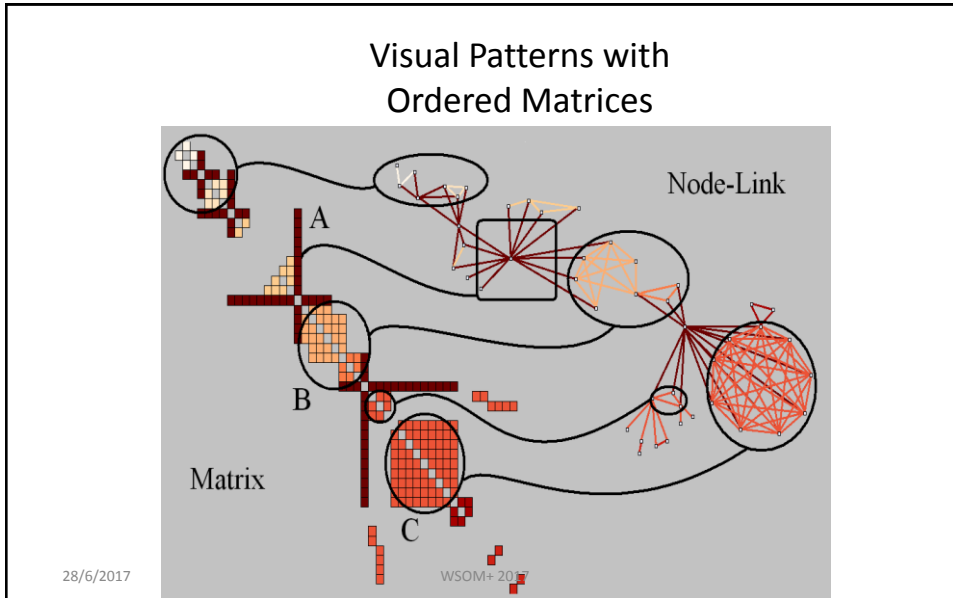 Visual Patterns with
Ordered Matrices
Node-Link
A
B
Matrix
C
28/6/2017
WSOM+ 2017